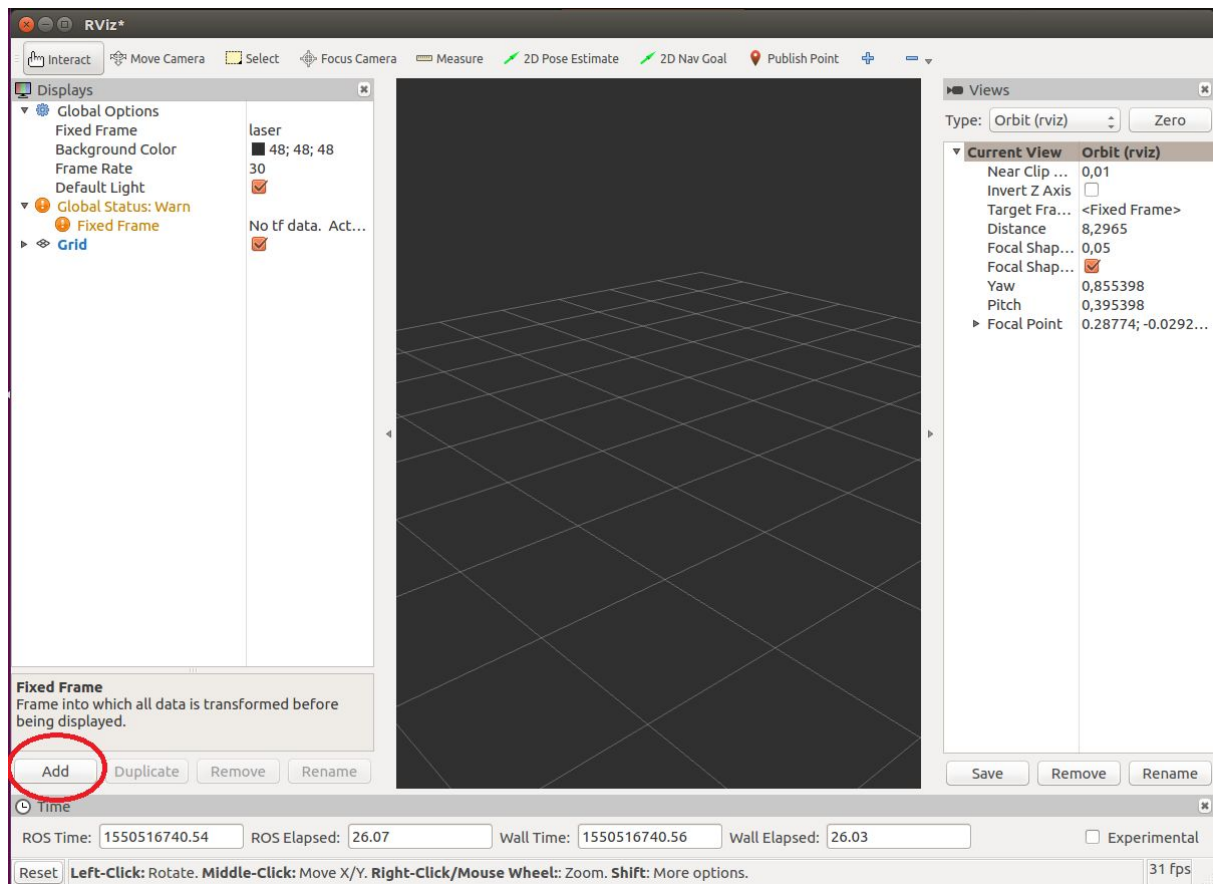 RViz*
Interact Move Camera Select Focus Camera Measure 2D Pose Estimate 2D Nav Goal Publish Point
Displays
Global Options
Fixed Frame laser
Background Color 48; 48; 48
Frame Rate 30
Default Light
Global Status: Warn
Fixed Frame No tf data. Act...
Grid
Fixed Frame
Frame into which all data is transformed before
being displayed.
Add Duplicate Remove Rename
Views
Type: Orbit (rviz) Zero
Current View Orbit (rviz)
Near Clip ... 0,01
Invert Z Axis
Target Fra... <Fixed Frame>
Distance 8,2965
Focal Shap... 0,05
Focal Shap...
Yaw 0,855398
Pitch 0,395398
Focal Point 0.28774; -0.0292...
Save Remove Rename
Time
ROS Time: 1550516740.54 ROS Elapsed: 26.07 Wall Time: 1550516740.56 Wall Elapsed: 26.03 Experimental
Reset Left-Click: Rotate. Middle-Click: Move X/Y. Right-Click/Mouse Wheel:: Zoom. Shift: More options. 31 fps